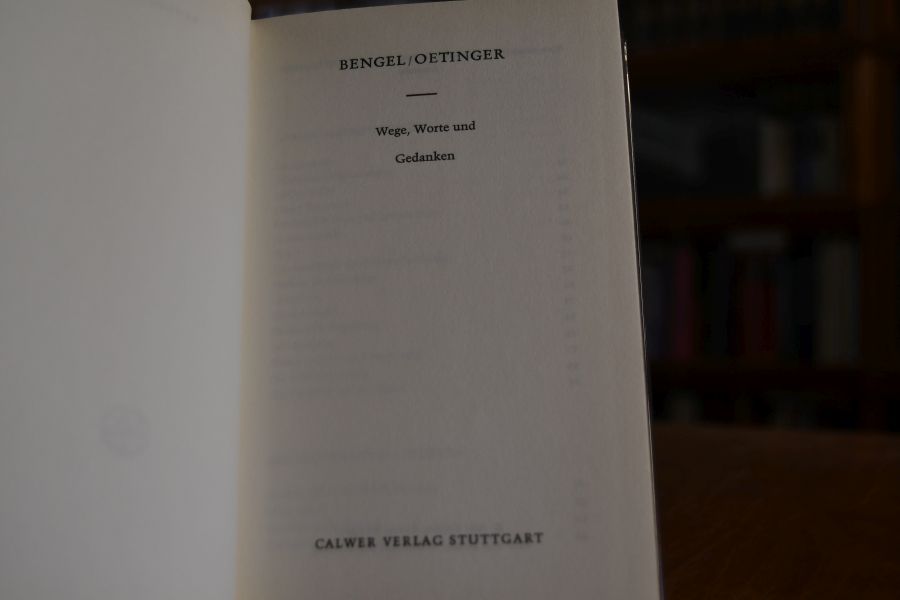 BENGEL/OETINGER
Wege, Worte und
Gedanken
CALWER VERLAG STUTTGART